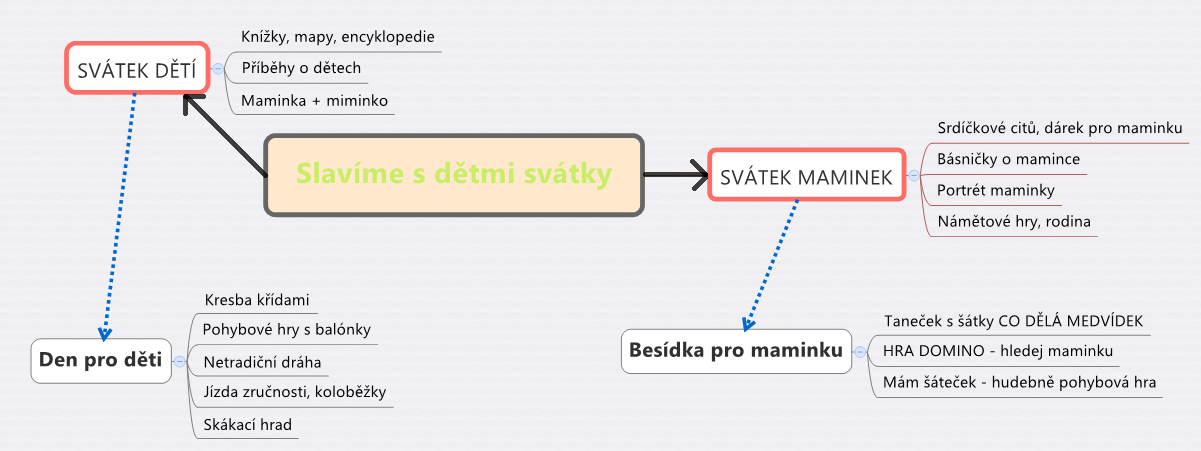 Slavíme s dětmi svátky
SVÁTEK DĚTÍ
Knížky, mapy, encyklopedie
Příběhy o dětech
Maminka + miminko
SVÁTEK MAMINEK
Srdíčkové citů, dárek pro maminku
Básničky o mamince
Portrét maminky
Námětové hry, rodina
Den pro děti
Kresba křídami
Pohybové hry s balónky
Netradiční dráha
Jízda zručnosti, koloběžky
Skákací hrad
Besídka pro maminku
Taneček s šátky CO DĚLÁ MEDVÍDEK
HRA DOMINO - hledej maminku
Mám šáteček - hudebně pohybová hra